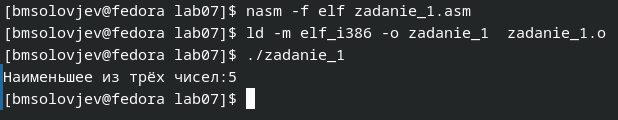 [bmsolovjev@fedora lab07]$ nasm -f elf zadanie_1.asm
[bmsolovjev@fedora lab07]$ ld -m elf_i386 -o zadanie_1  zadanie_1.o
[bmsolovjev@fedora lab07]$ ./zadanie_1
Наименьшее из трёх чисел:5
[bmsolovjev@fedora lab07]$